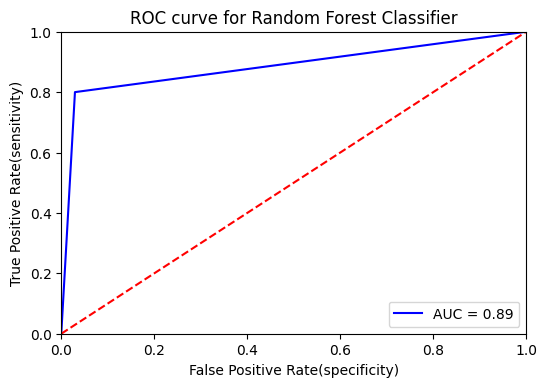 ROC curve for Random Forest Classifier
1.0
0.8
0.6
0.4
0.2
0.0
True Positive Rate(sensitivity)
AUC = 0.89
0.0 0.2 0.4 0.6 0.8 1.0
False Positive Rate(specificity)